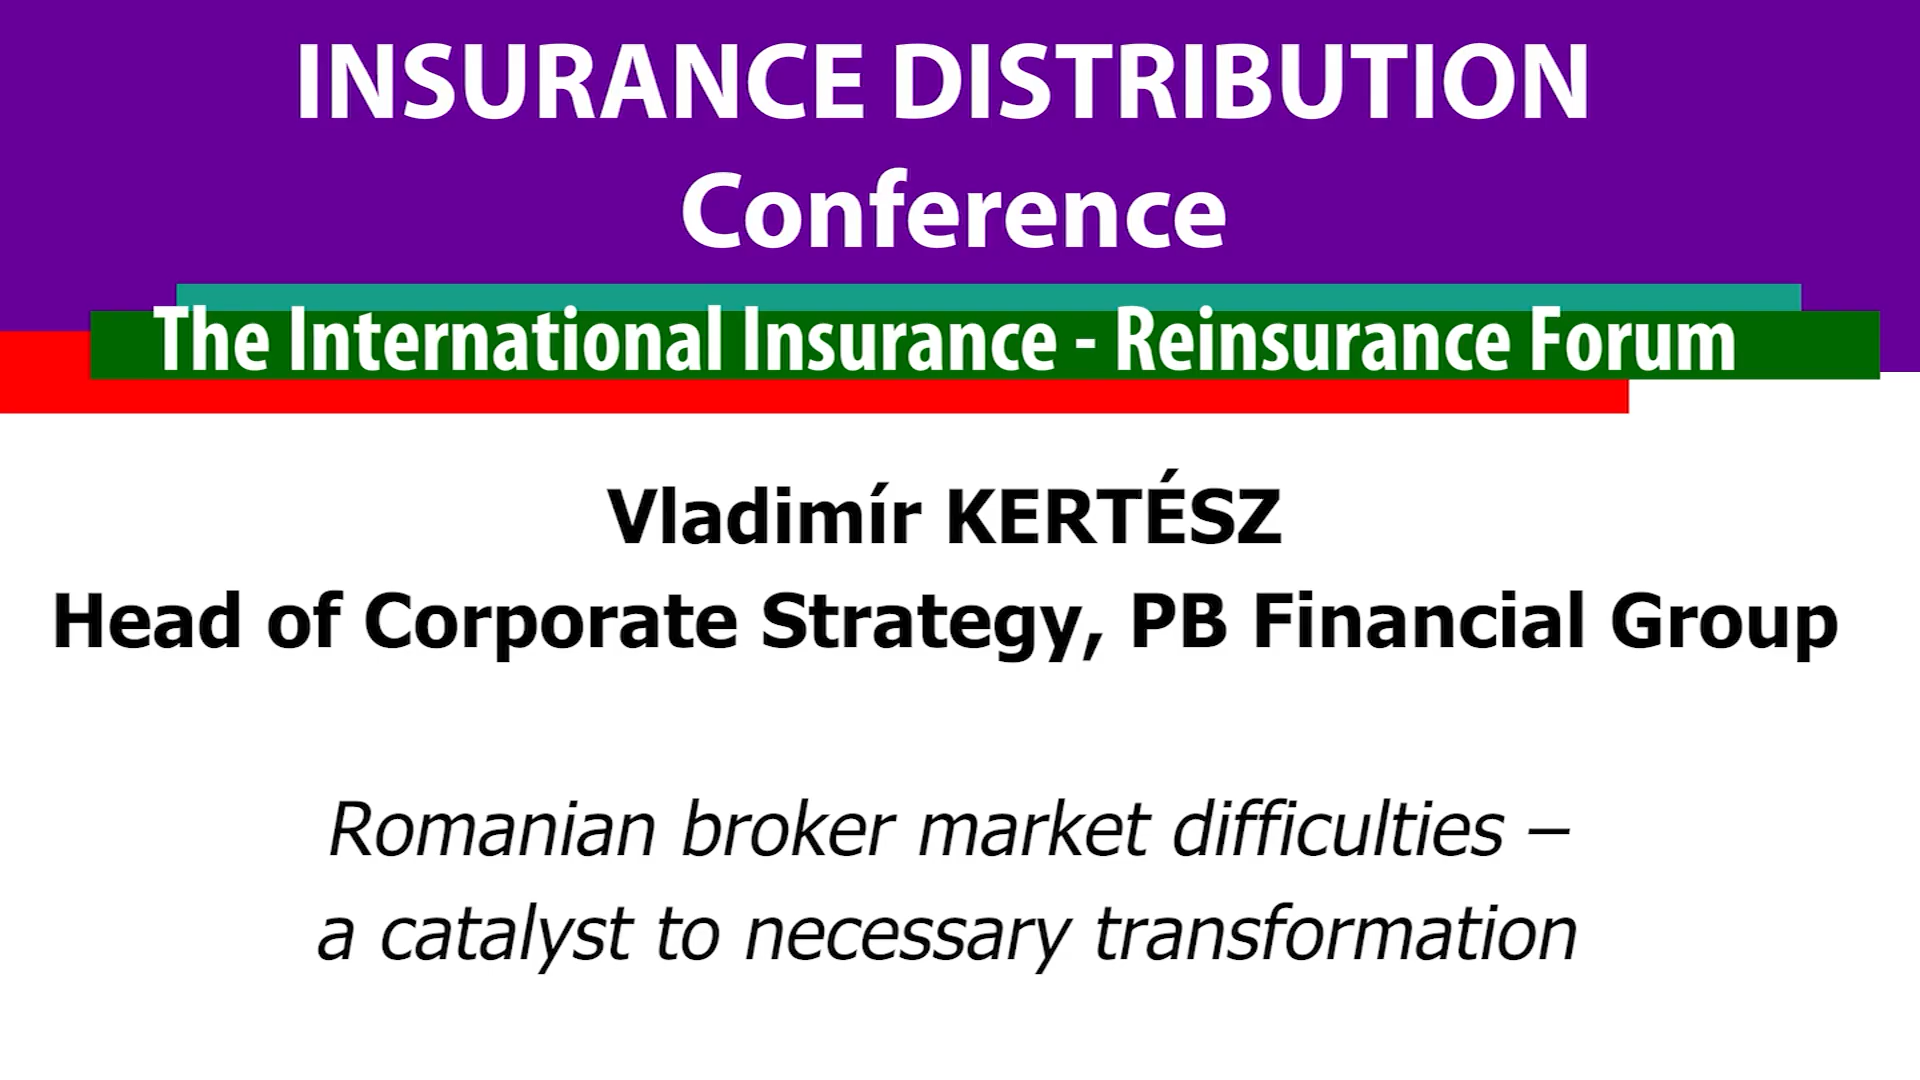 INSURANCE DISTRIBUTION
Conference
The International Insurance - Reinsurance Forum
Vladimír KERTÉSZ
Head of Corporate Strategy, PB Financial Group
Romanian broker market difficulties –
a catalyst to necessary transformation